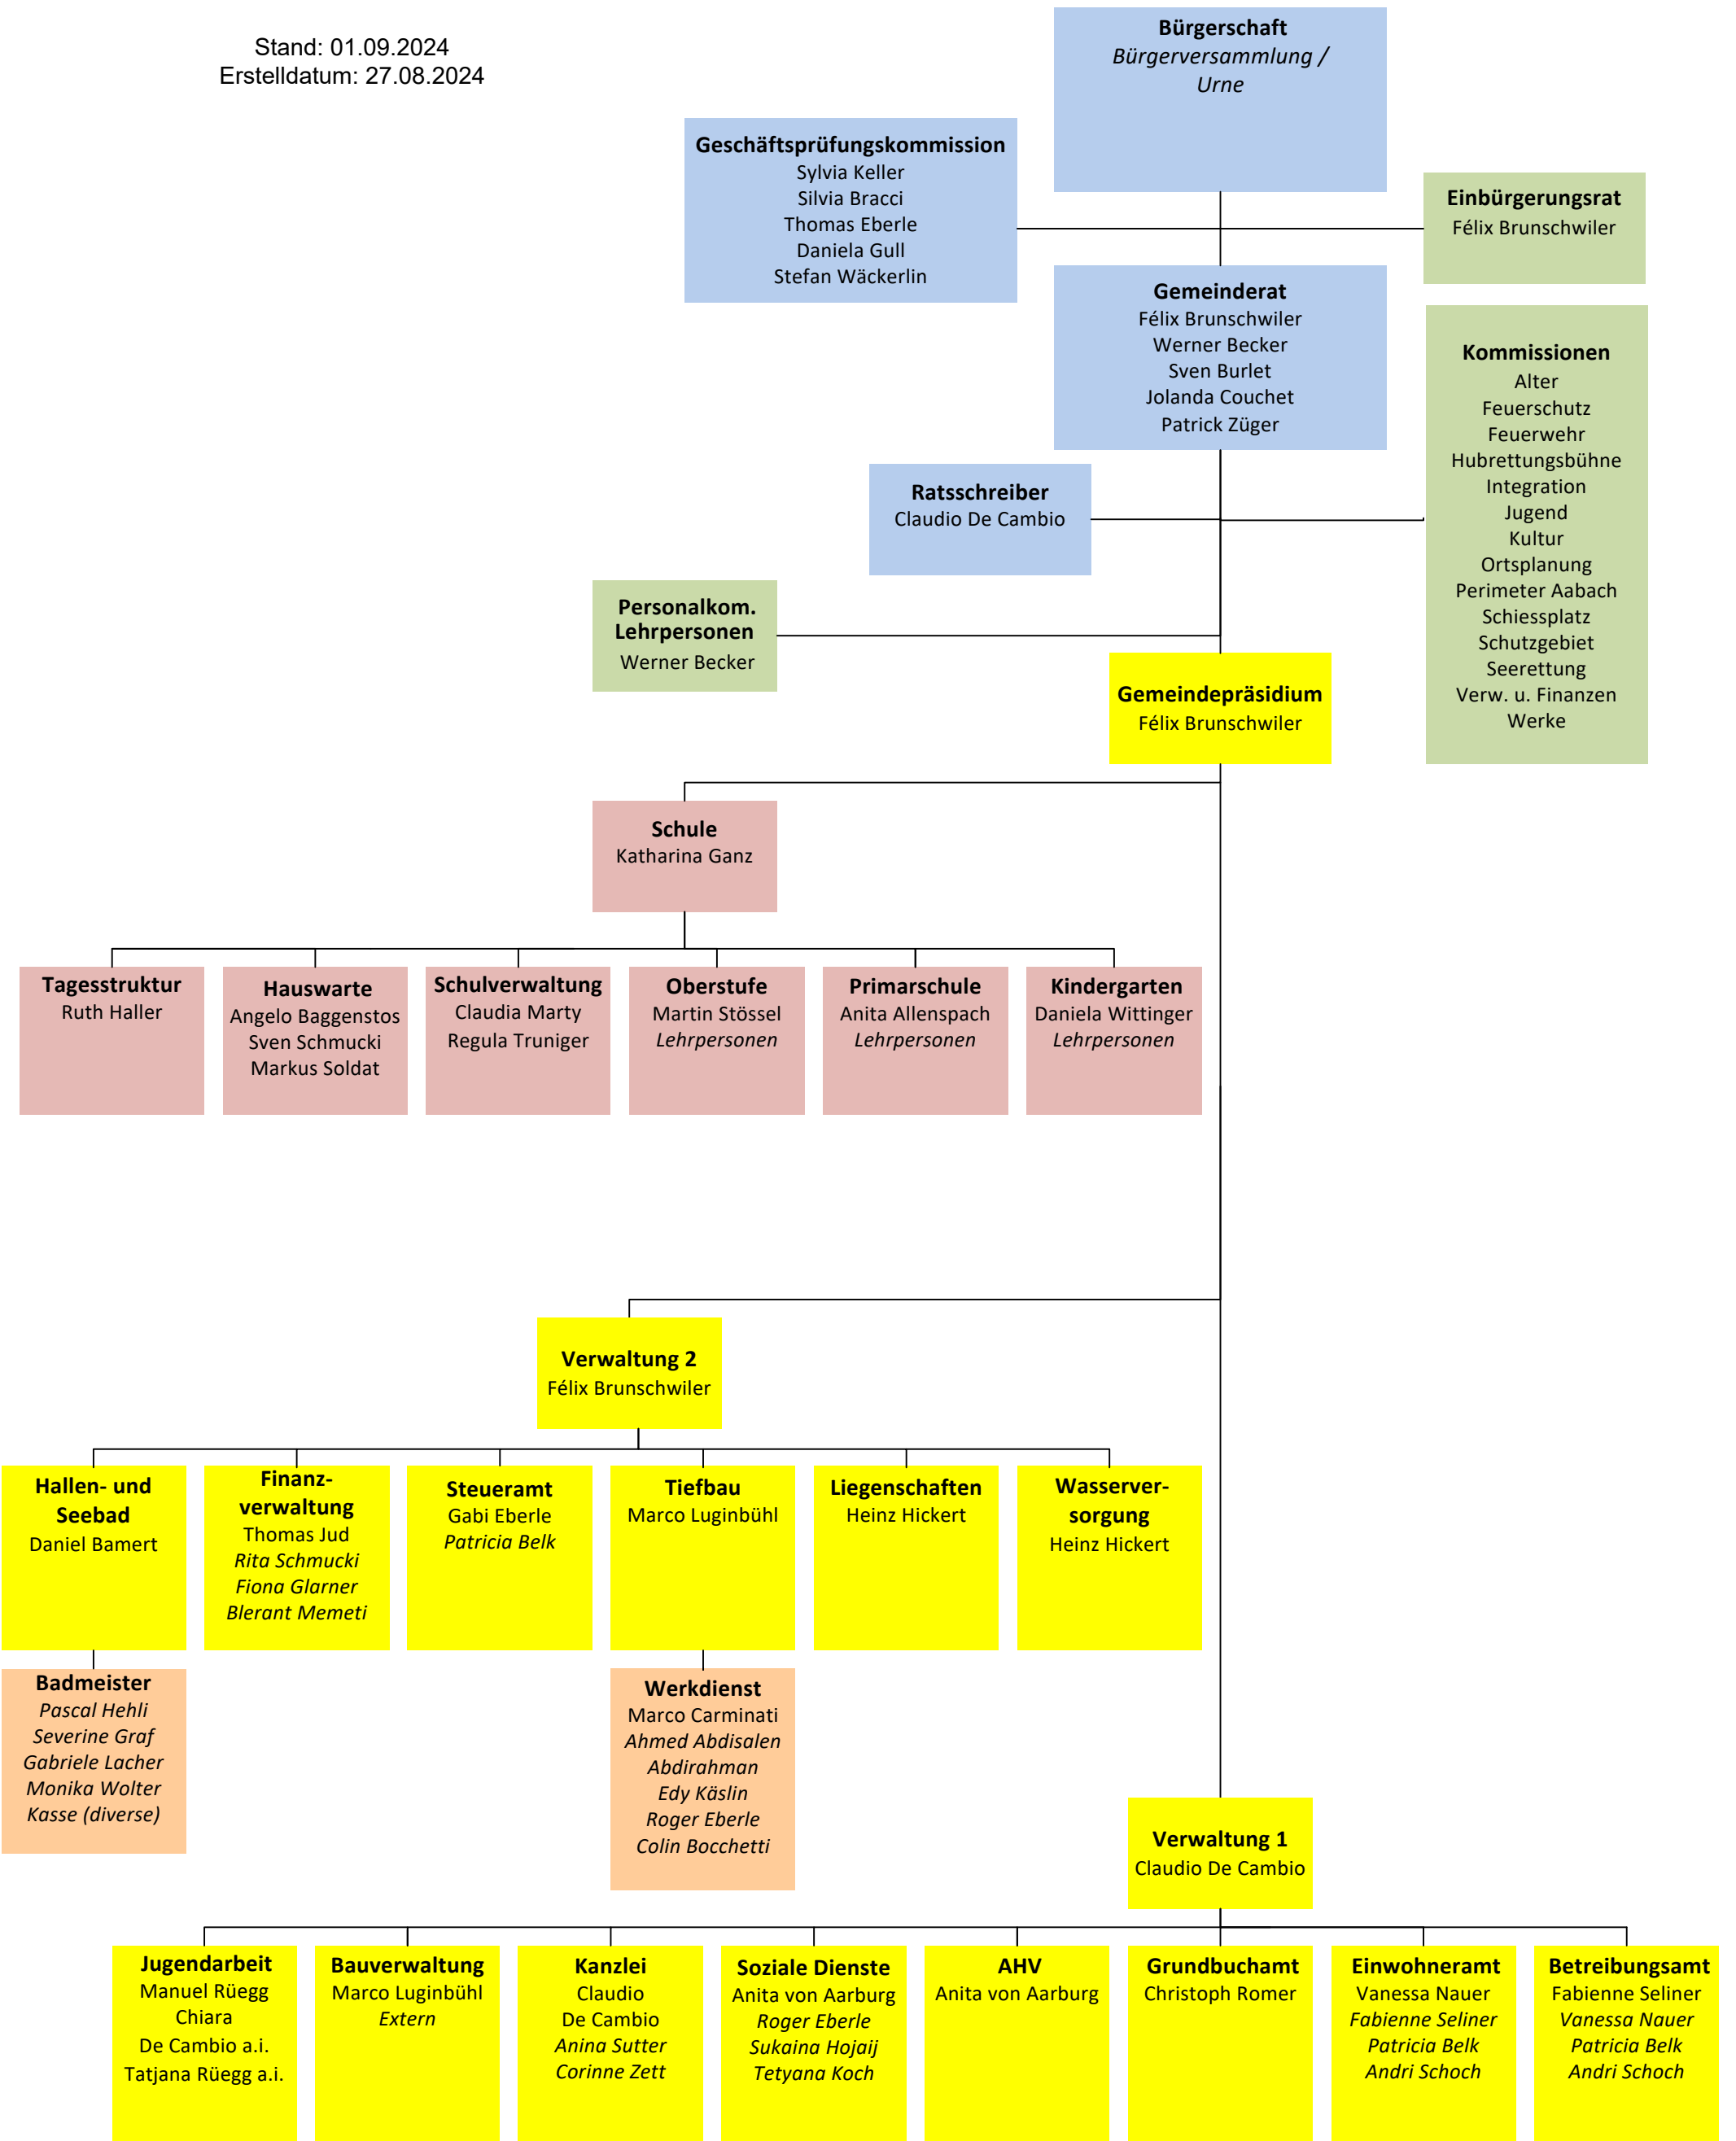 Stand: 01.09.2024
Erstelldatum: 27.08.2024
Bürgerschaft
Bürgerversammlung /
Urne
Geschäftsprüfungskommission
Sylvia Keller
Silvia Bracci
Thomas Eberle
Daniela Gull
Stefan Wäckerlin
Einbürgerungsrat
Félix Brunschwiler
Gemeinderat
Félix Brunschwiler
Werner Becker
Sven Burlet
Jolanda Couchet
Patrick Züger
Kommissionen
Alter
Feuerschutz
Feuerwehr
Hubrettungsbühne
Integration
Jugend
Kultur
Ortsplanung
Perimeter Aabach
Schiessplatz
Schutzgebiet
Seerettung
Verw. u. Finanzen
Werke
Ratsschreiber
Claudio De Cambio
Personalkom.
Lehrpersonen
Werner Becker
Gemeindepräsidium
Félix Brunschwiler
Schule
Katharina Ganz
Tagesstruktur
Ruth Haller
Hauswarte
Angelo Baggenstos
Sven Schmucki
Markus Soldat
Schulverwaltung
Claudia Marty
Regula Truniger
Oberstufe
Martin Stössel
Lehrpersonen
Primarschule
Anita Allenspach
Lehrpersonen
Kindergarten
Daniela Wittinger
Lehrpersonen
Verwaltung 2
Félix Brunschwiler
Hallen- und
Seebad
Daniel Bamert
Finanz-
verwaltung
Thomas Jud
Rita Schmucki
Fiona Glarner
Blerant Memeti
Steueramt
Gabi Eberle
Patricia Belk
Tiefbau
Marco Luginbühl
Liegenschaften
Heinz Hickert
Wasserver-
sorgung
Heinz Hickert
Badmeister
Pascal Hehli
Severine Graf
Gabriele Lacher
Monika Wolter
Kasse (diverse)
Werkdienst
Marco Carminati
Ahmed Abdisalen
Abdirahman
Edy Käslin
Roger Eberle
Colin Bocchetti
Verwaltung 1
Claudio De Cambio
Jugendarbeit
Manuel Rüegg
Chiara
De Cambio a.i.
Tatjana Rüegg a.i.
Bauverwaltung
Marco Luginbühl
Extern
Kanzlei
Claudio
De Cambio
Anina Sutter
Corinne Zett
Soziale Dienste
Anita von Aarburg
Roger Eberle
Sukaina Hojaij
Tetyana Koch
AHV
Anita von Aarburg
Grundbuchamt
Christoph Romer
Einwohneramt
Vanessa Nauer
Fabienne Seliner
Patricia Belk
Andri Schoch
Betreibungsamt
Fabienne Seliner
Vanessa Nauer
Patricia Belk
Andri Schoch